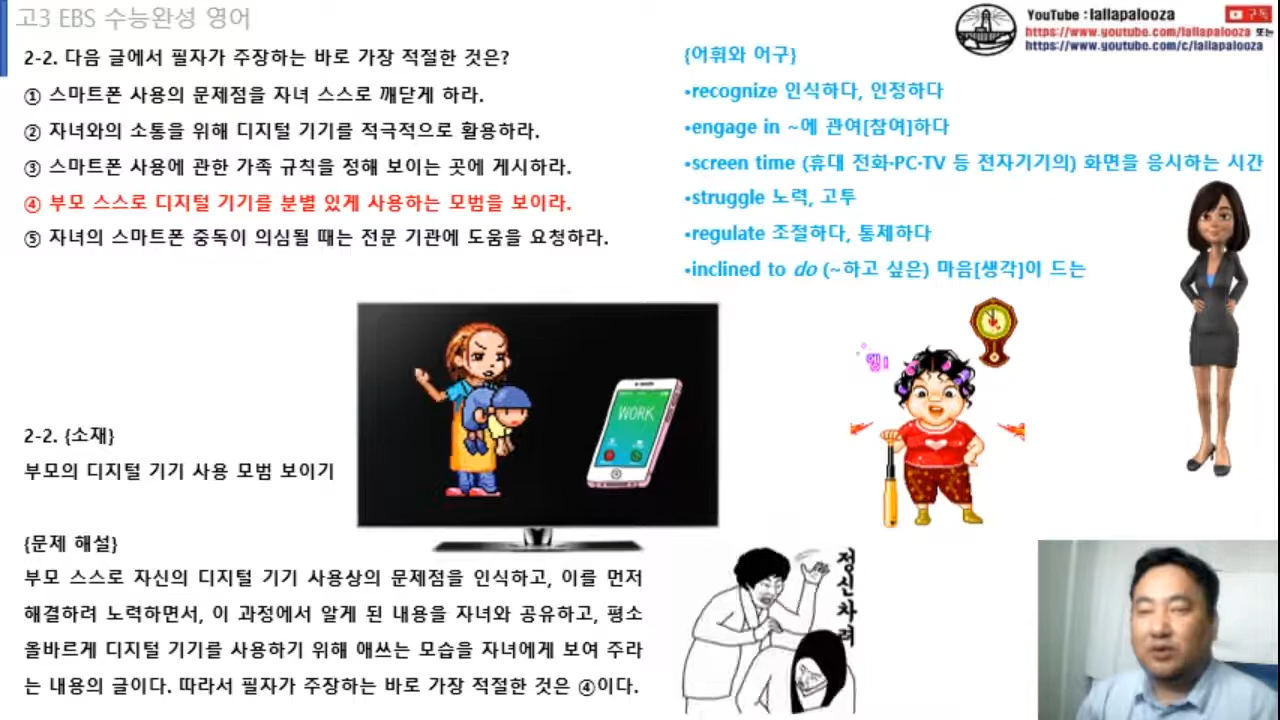 고3 EBS 수능완성 영어
YouTube : lallapalooza
구독
https://www.youtube.com/lallapalooza 또는
https://www.youtube.com/c/lallapalooza
2-2. 다음 글에서 필자가 주장하는 바로 가장 적절한 것은?
① 스마트폰 사용의 문제점을 자녀 스스로 깨닫게 하라.
② 자녀와의 소통을 위해 디지털 기기를 적극적으로 활용하라.
③ 스마트폰 사용에 관한 가족 규칙을 정해 보이는 곳에 게시하라.
④ 부모 스스로 디지털 기기를 분별 있게 사용하는 모범을 보이라.
⑤ 자녀의 스마트폰 중독이 의심될 때는 전문 기관에 도움을 요청하라.
{어휘와 어구}
•recognize 인식하다, 인정하다
•engage in ~에 관여[참여]하다
•screen time (휴대 전화·PC·TV 등 전자기기의) 화면을 응시하는 시간
•struggle 노력, 고투
•regulate 조절하다, 통제하다
•inclined to do (~하고 싶은) 마음[생각]이 드는
WORK
2-2. {소재}
부모의 디지털 기기 사용 모범 보이기
{문제 해설}
부모 스스로 자신의 디지털 기기 사용상의 문제점을 인식하고, 이를 먼저
해결하려 노력하면서, 이 과정에서 알게 된 내용을 자녀와 공유하고, 평소
올바르게 디지털 기기를 사용하기 위해 애쓰는 모습을 자녀에게 보여 주라
는 내용의 글이다. 따라서 필자가 주장하는 바로 가장 적절한 것은 ④이다.
정신차려